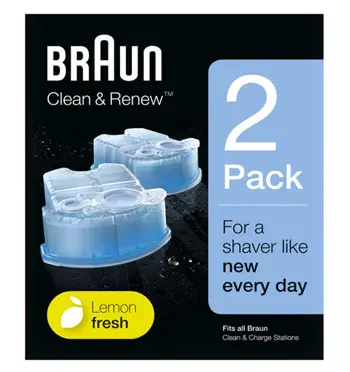 BRAUN
Clean & Renew™
2
Pack
For a
shaver like
new
every day
Lemon
fresh
Fits all Braun
Clean & Charge Stations